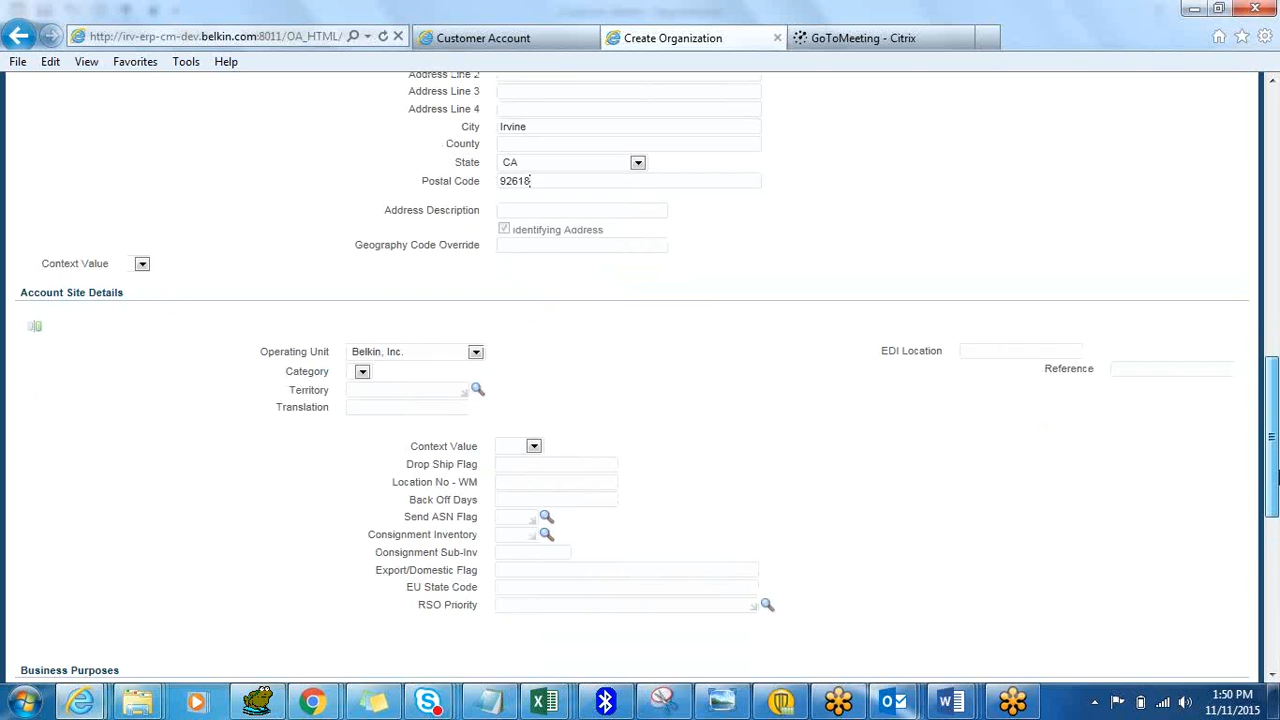 http://irv-erp-cm-dev.belkin.com:8011/OA_HTML/
Customer Account
Create Organization
GoToMeeting - Citrix
File Edit View Favorites Tools Help
Address Line 2
Address Line 3
Address Line 4
City Irvine
County
State CA
Postal Code 92618
Address Description
Identifying Address
Geography Code Override
Context Value
Account Site Details
Operating Unit Belkin, Inc. EDI Location
Category Reference
Territory
Translation
Context Value
Drop Ship Flag
Location No - WM
Back Off Days
Send ASN Flag
Consignment Inventory
Consignment Sub-Inv
Export/Domestic Flag
EU State Code
RSO Priority
Business Purposes
1:50 PM
11/11/2015